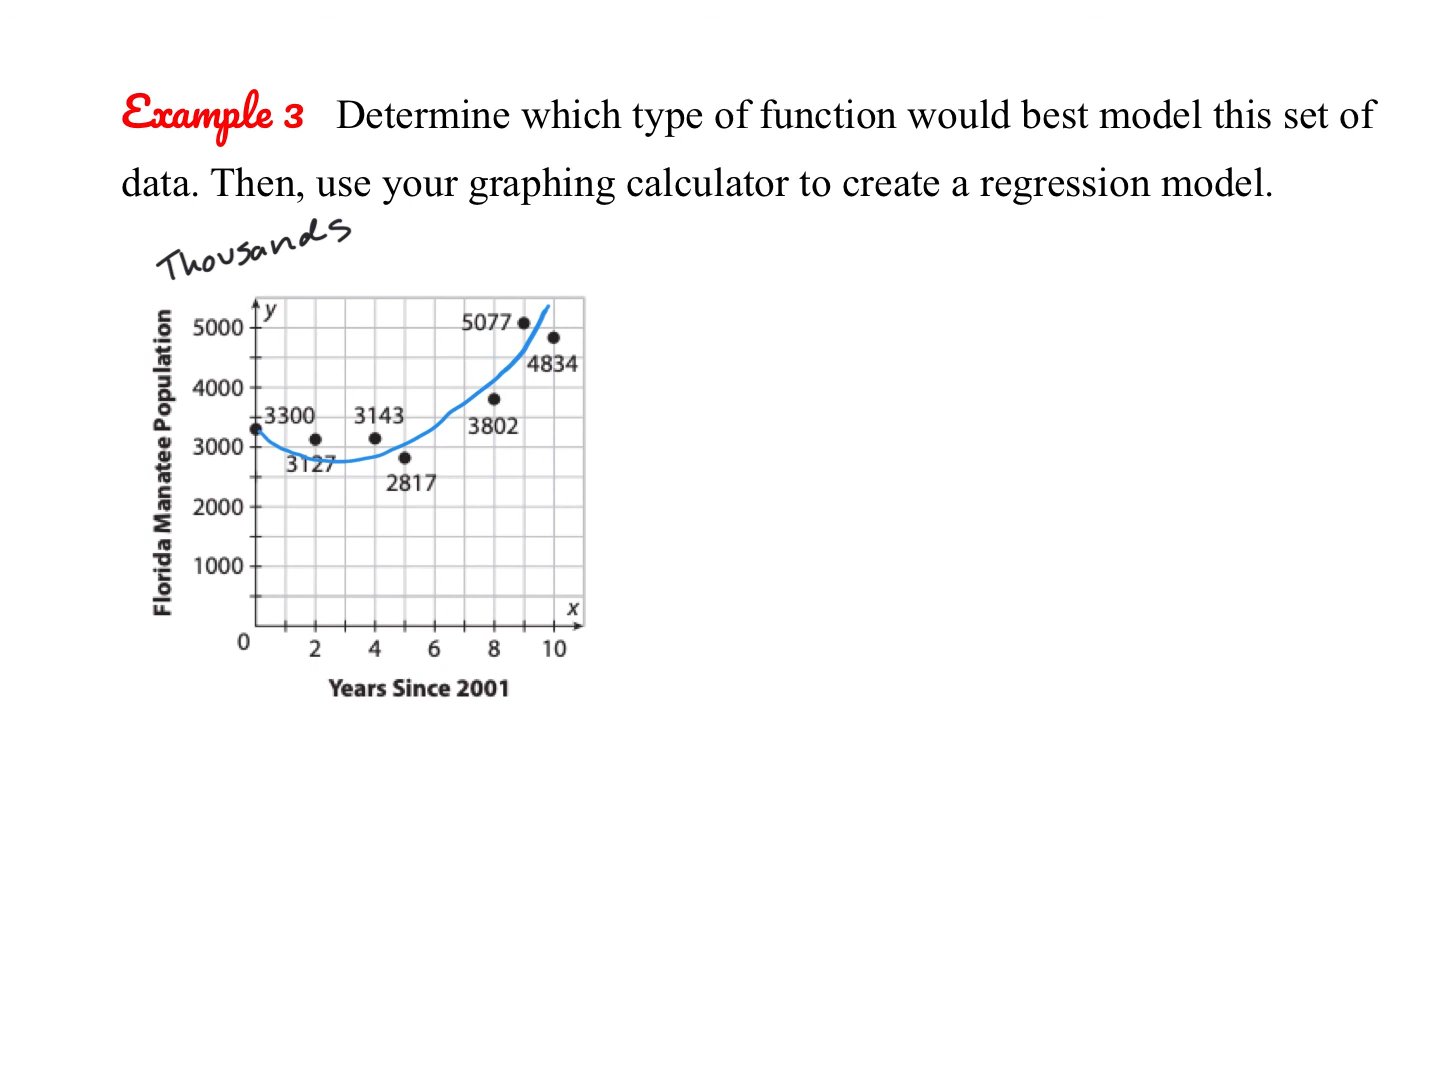 Example 3 Determine which type of function would best model this set of
data. Then, use your graphing calculator to create a regression model.
Thousands
Florida Manatee Population
y
5000
4000
3000
2000
1000
0
5077
4834
3300
3143
3802
3127
2817
x
2 4 6 8 10
Years Since 2001